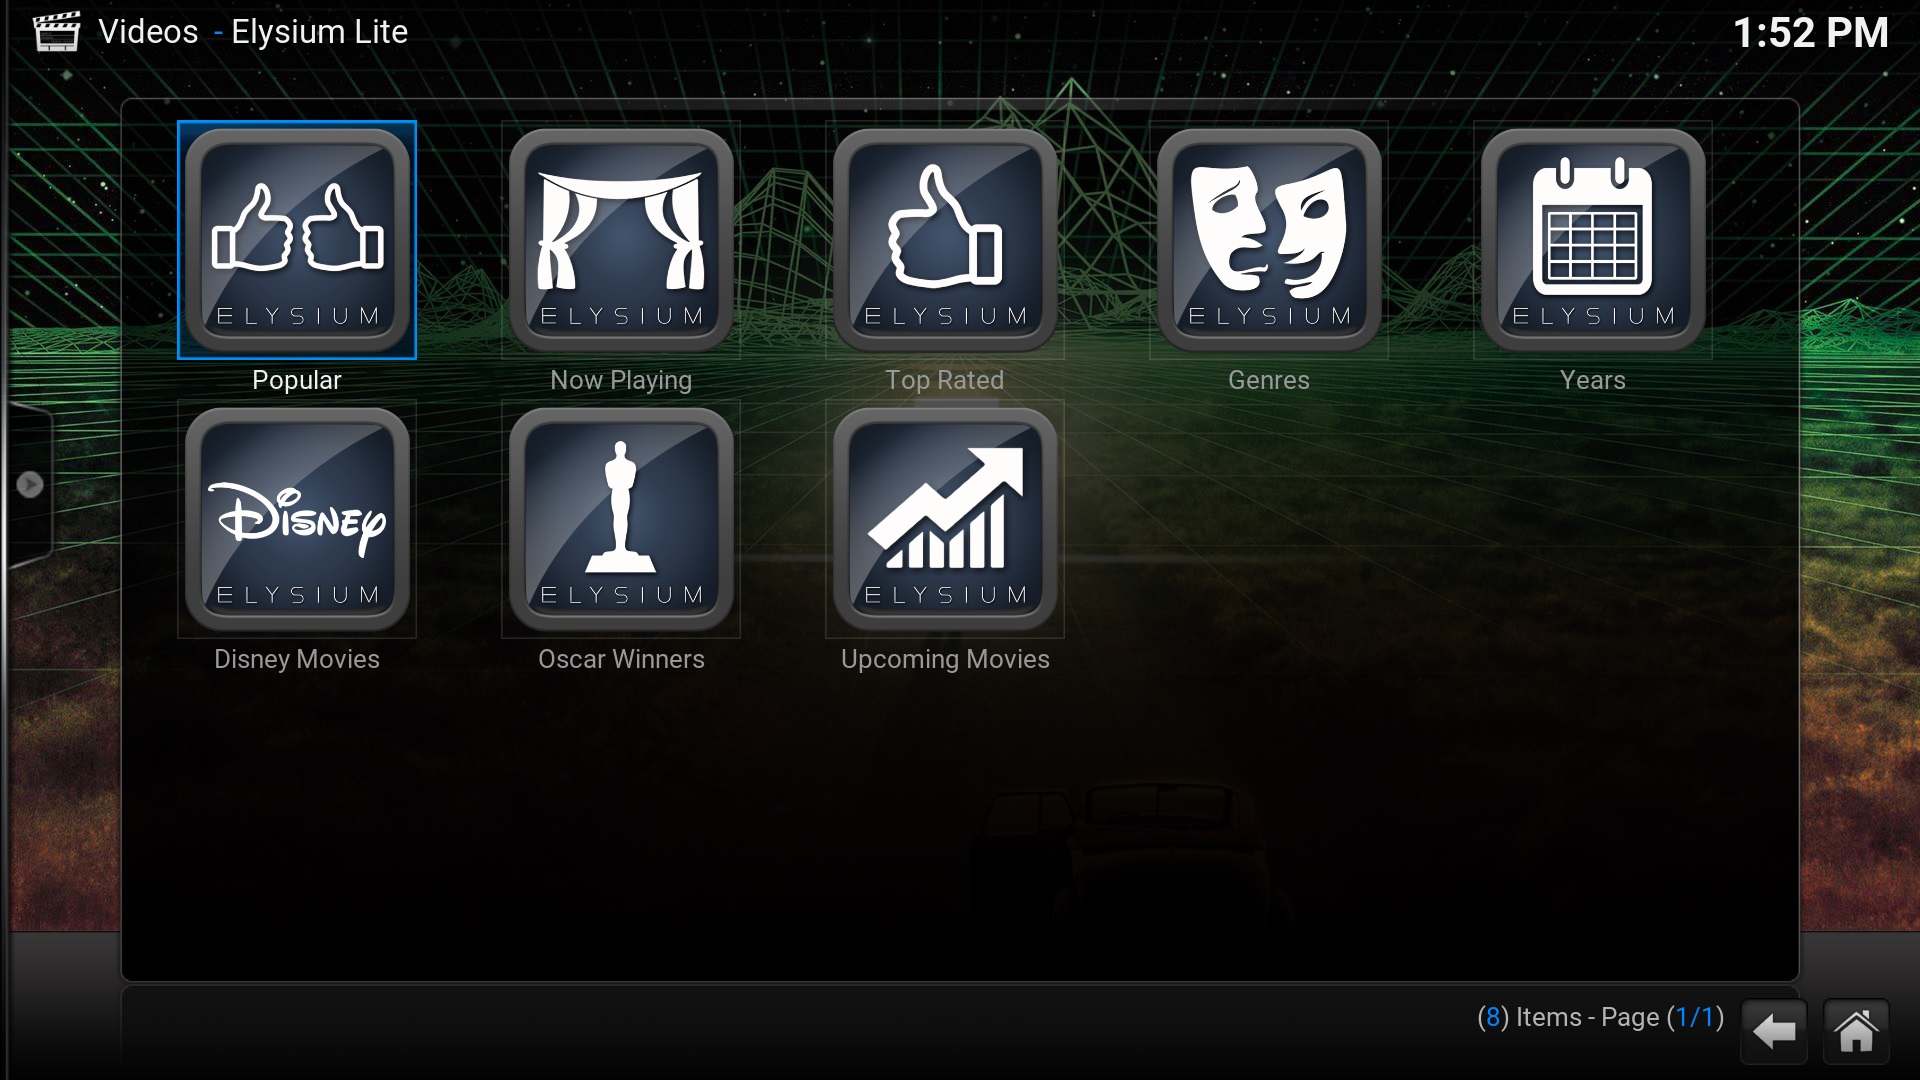 Videos - Elysium Lite
1:52 PM
ELYSIUM
ELYSIUM
ELYSIUM
ELYSIUM
ELYSIUM
Popular
Now Playing
Top Rated
Genres
Years
Disney
ELYSIUM
ELYSIUM
ELYSIUM
Disney Movies
Oscar Winners
Upcoming Movies
(8) Items - Page (1/1)